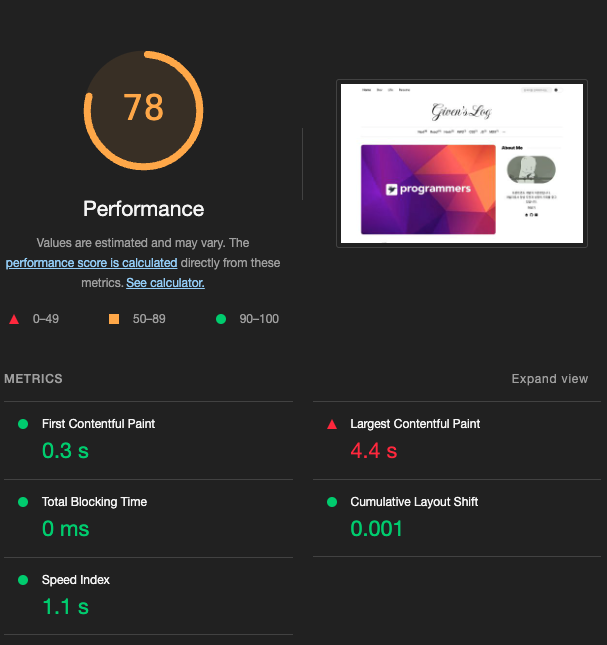 78
Performance
Values are estimated and may vary. The
performance score is calculated directly from these
metrics. See calculator.
0–49
50–89
90–100
Given's Log
About Me
programmers
METRICS
Expand view
First Contentful Paint
0.3 s
Largest Contentful Paint
4.4 s
Total Blocking Time
0 ms
Cumulative Layout Shift
0.001
Speed Index
1.1 s